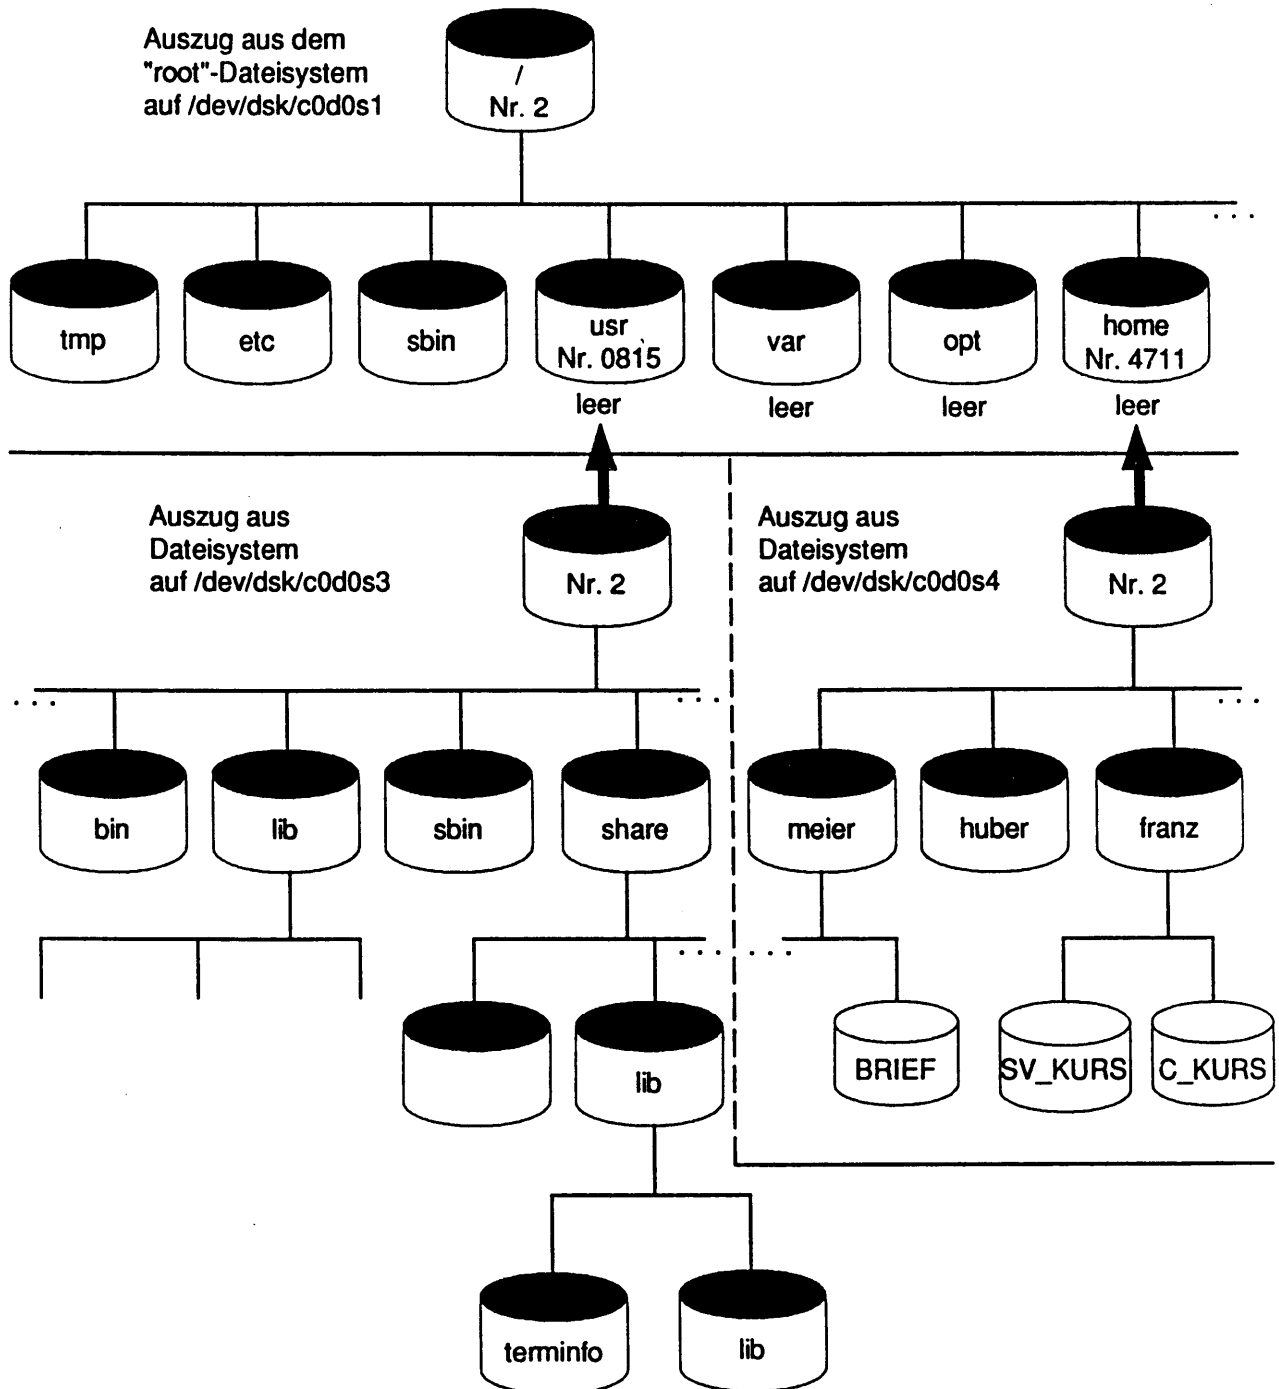 Auszug aus dem
"root"-Dateisystem
auf /dev/dsk/c0d0s1
/
Nr. 2
. . .
tmp
etc
sbin
usr
Nr. 0815
var
opt
home
Nr. 4711
leer
leer
leer
leer
Auszug aus
Dateisystem
auf /dev/dsk/c0d0s3
Nr. 2
Auszug aus
Dateisystem
auf /dev/dsk/c0d0s4
Nr. 2
. . .
. . .
. . .
bin
lib
sbin
share
meier
huber
franz
. . .
. . .
lib
BRIEF
SV_KURS
C_KURS
terminfo
lib